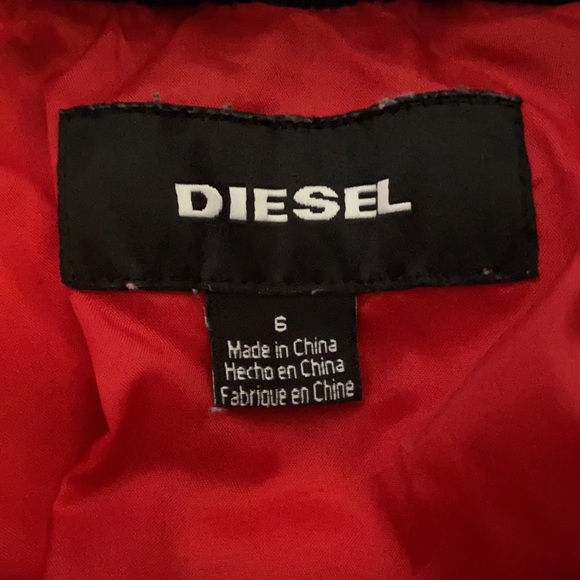 DIESEL
6
Made in China
Hecho en China
Fabrique en Chine